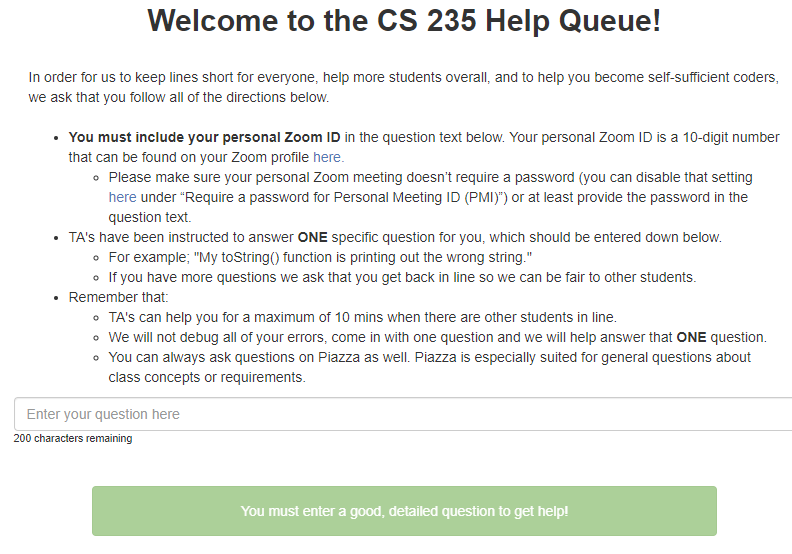 Welcome to the CS 235 Help Queue!
In order for us to keep lines short for everyone, help more students overall, and to help you become self-sufficient coders,
we ask that you follow all of the directions below.
• You must include your personal Zoom ID in the question text below. Your personal Zoom ID is a 10-digit number
that can be found on your Zoom profile here.
◦ Please make sure your personal Zoom meeting doesn’t require a password (you can disable that setting
here under “Require a password for Personal Meeting ID (PMI)”) or at least provide the password in the
question text.
• TA's have been instructed to answer ONE specific question for you, which should be entered down below.
◦ For example; "My toString() function is printing out the wrong string."
◦ If you have more questions we ask that you get back in line so we can be fair to other students.
• Remember that:
◦ TA's can help you for a maximum of 10 mins when there are other students in line.
◦ We will not debug all of your errors, come in with one question and we will help answer that ONE question.
◦ You can always ask questions on Piazza as well. Piazza is especially suited for general questions about
class concepts or requirements.
Enter your question here
200 characters remaining
You must enter a good, detailed question to get help!